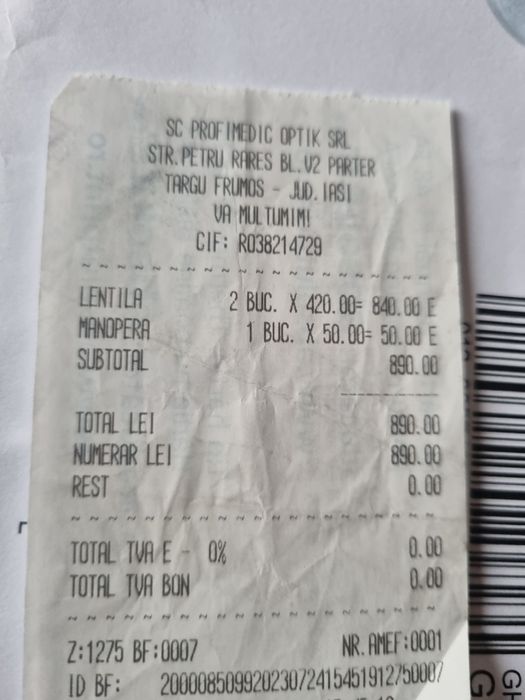 SC PROFIMEDIC OPTIK SRL
STR.PETRU RARES BL.V2 PARTER
TARGU FRUMOS - JUD.IASI
VA MULTUMIM!
CIF: RO38214729
LENTILA 2 BUC. X 420.00= 840.00 E
MANOPERA 1 BUC. X 50.00= 50.00 E
SUBTOTAL 890.00
TOTAL LEI 890.00
NUMERAR LEI 890.00
REST 0.00
TOTAL TVA E - 0% 0.00
TOTAL TVA BON 0.00
Z:1275 BF:0007 NR.AMEF:0001
ID BF: 2000085099202307241545191275​0007